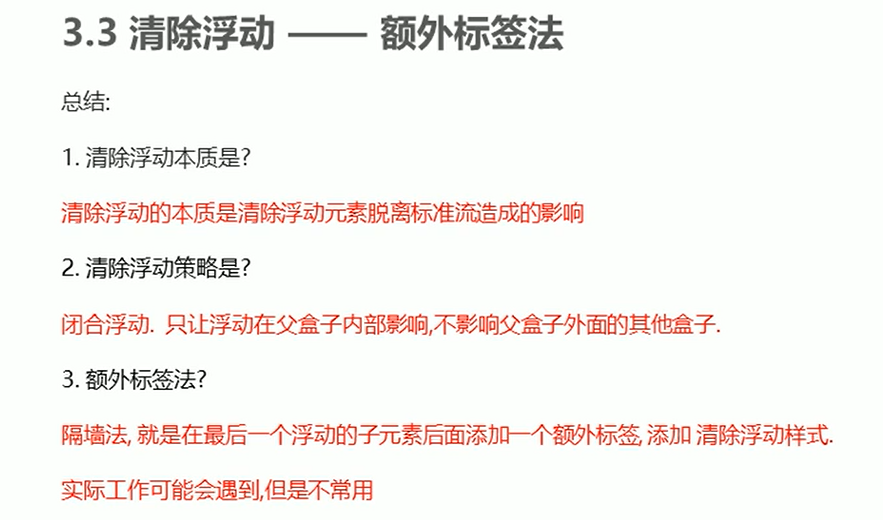 3.3 清除浮动 —— 额外标签法
总结:
1. 清除浮动本质是?
清除浮动的本质是清除浮动元素脱离标准流造成的影响
2. 清除浮动策略是?
闭合浮动. 只让浮动在父盒子内部影响,不影响父盒子外面的其他盒子.
3. 额外标签法?
隔墙法, 就是在最后一个浮动的子元素后面添加一个额外标签, 添加 清除浮动样式.
实际工作可能会遇到,但是不常用